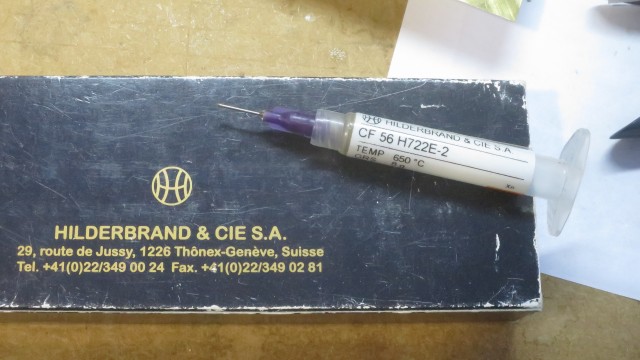 HILDERBRAND & CIE S.A.
CF 56 H722E-2
TEMP 650 °C
HILDERBRAND & CIE S.A.
29, route de Jussy, 1226 Thônex-Genève, Suisse
Tel. +41(0)22/349 00 24 Fax. +41(0)22/349 02 81